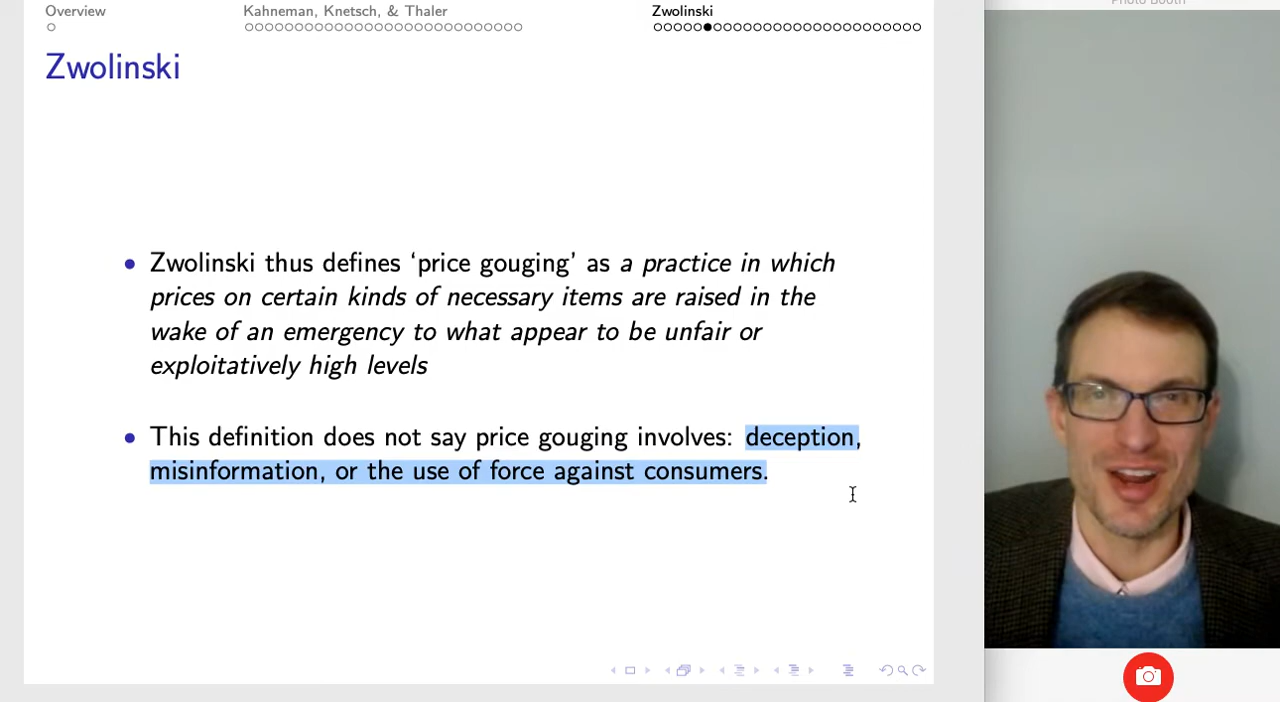 Overview
Kahneman, Knetsch, & Thaler
Zwolinski
Photo Booth
Zwolinski
• Zwolinski thus defines ‘price gouging’ as a practice in which
prices on certain kinds of necessary items are raised in the
wake of an emergency to what appear to be unfair or
exploitatively high levels
• This definition does not say price gouging involves: deception,
misinformation, or the use of force against consumers.